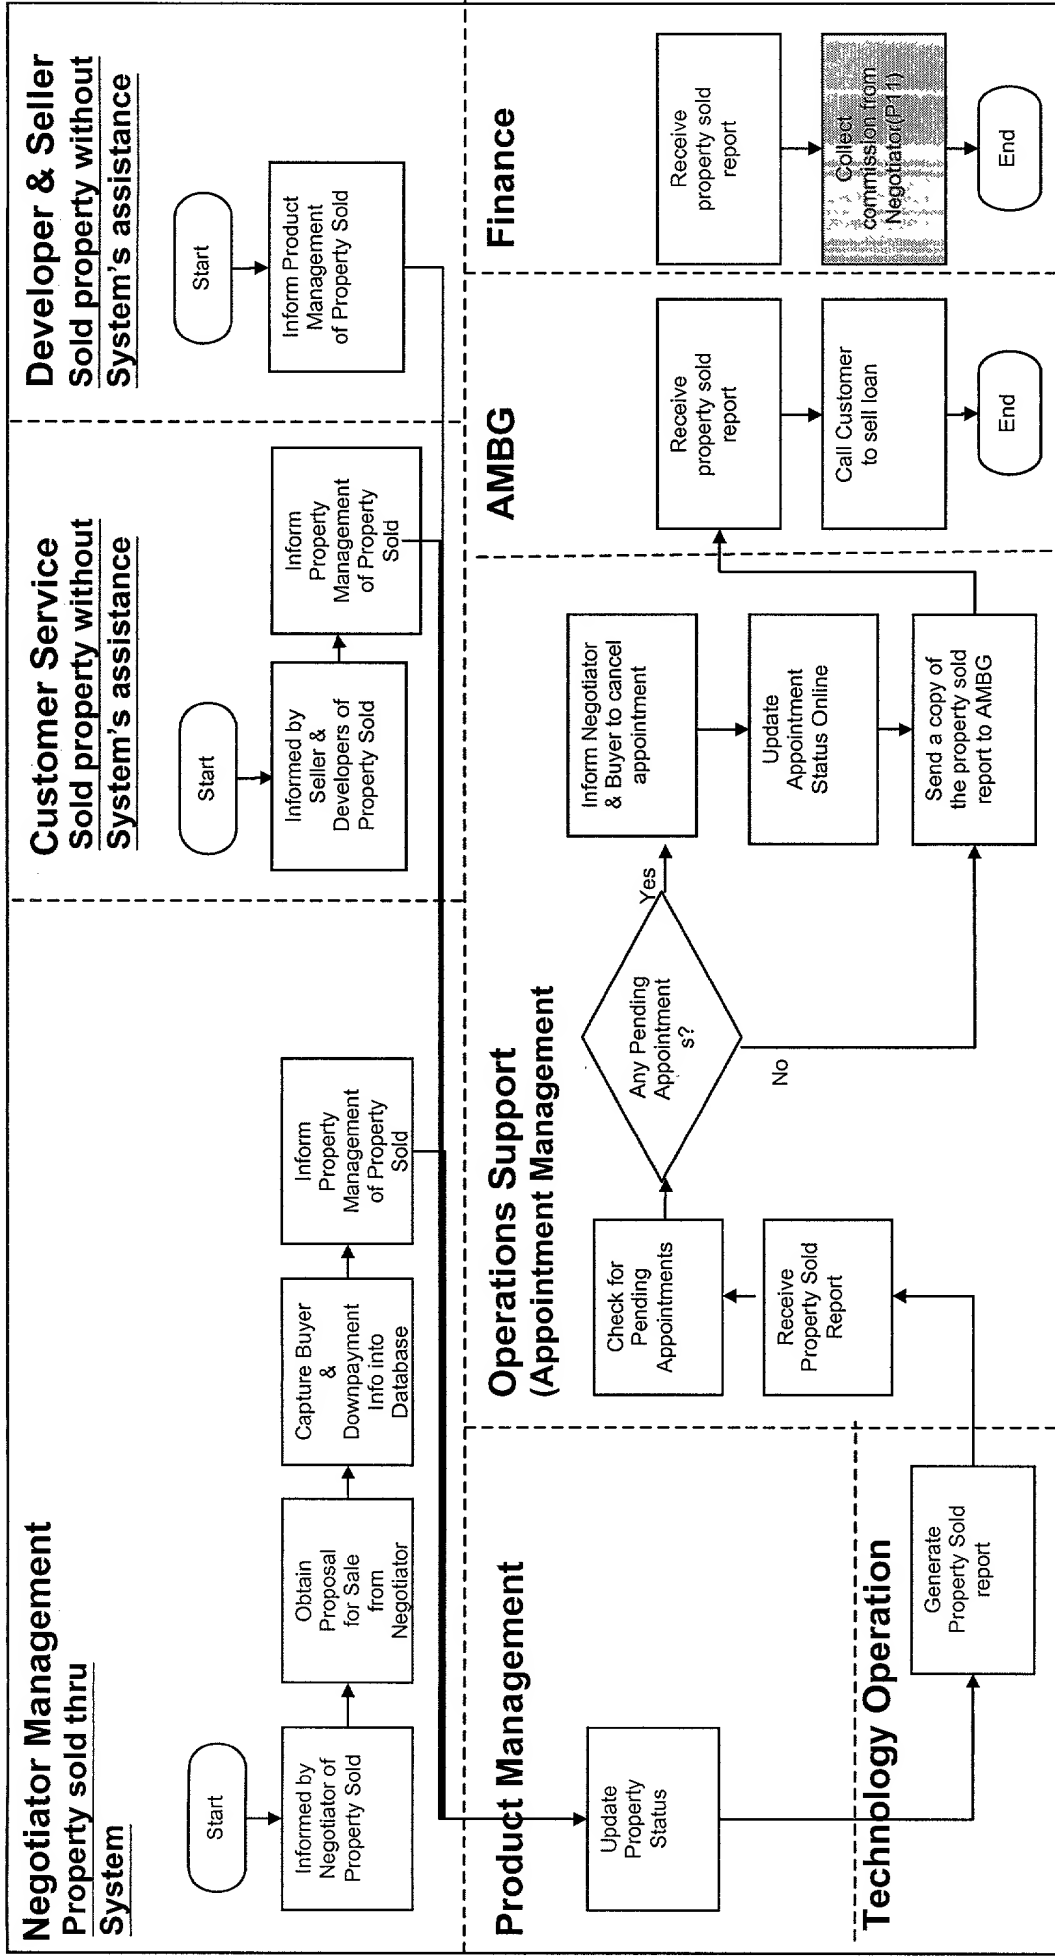 Negotiator Management
Property sold thru
System
Start
Informed by
Negotiator of
Property Sold
Obtain
Proposal
for Sale
from
Negotiator
Capture Buyer
&
Downpayment
Info into
Database
Inform
Property
Management
of Property
Sold
Customer Service
Sold property without
System's assistance
Start
Informed by
Seller &
Developers of
Property Sold
Inform
Property
Management
of Property
Sold
Developer & Seller
Sold property without
System's assistance
Start
Inform Product
Management
of Property Sold
Product Management
Update
Property
Status
Technology Operation
Generate
Property Sold
report
Operations Support
(Appointment Management)
Receive
Property Sold
Report
Check for
Pending
Appointments
Any Pending
Appointment
s?
Yes
No
Inform Negotiator
& Buyer to cancel
appointment
Update
Appointment
Status Online
Send a copy of
the property sold
report to AMBG
AMBG
Receive
property sold
report
Call Customer
to sell loan
End
Finance
Receive
property sold
report
Collect
commission from
Negotiator(P11)
End